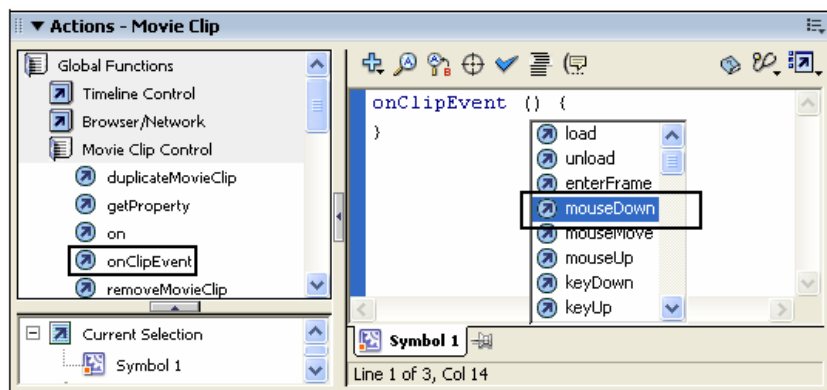 Actions - Movie Clip
Global Functions
Timeline Control
Browser/Network
Movie Clip Control
duplicateMovieClip
getProperty
on
onClipEvent
removeMovieClip
Current Selection
Symbol 1
onClipEvent () {
}
load
unload
enterFrame
mouseDown
mouseMove
mouseUp
keyDown
keyUp
Symbol 1
Line 1 of 3, Col 14